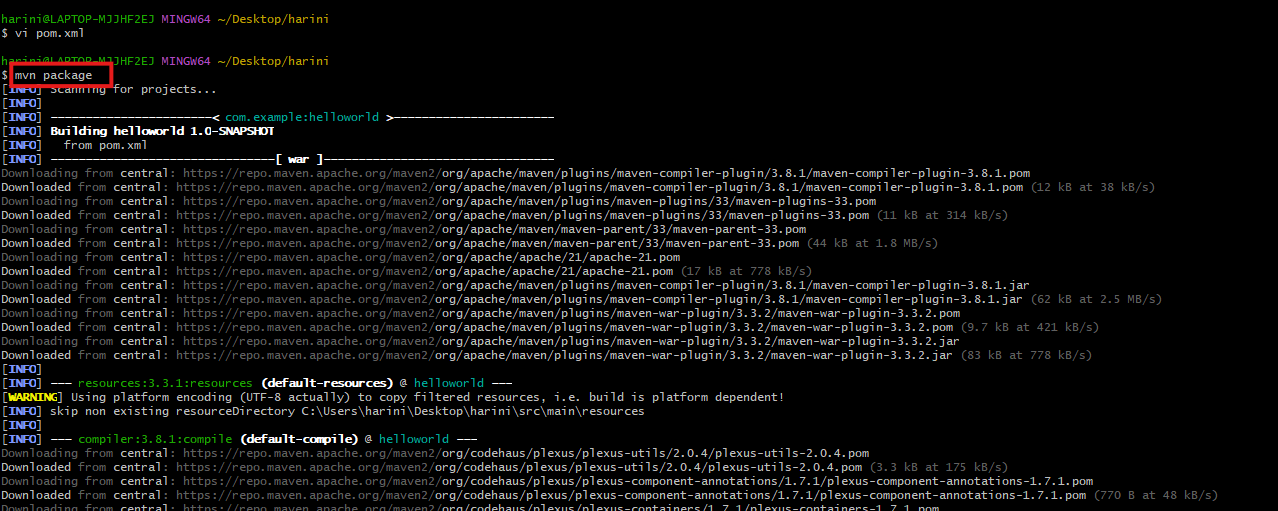 harini@LAPTOP-MJJHF2EJ MINGW64 ~/Desktop/harini
$ vi pom.xml
harini@LAPTOP-MJJHF2EJ MINGW64 ~/Desktop/harini
$ mvn package
[INFO] Scanning for projects...
[INFO]
[INFO] -----------------------< com.example:helloworld >-----------------------
[INFO] Building helloworld 1.0-SNAPSHOT
[INFO]   from pom.xml
[INFO] --------------------------------[ war ]---------------------------------
Downloading from central: https://repo.maven.apache.org/maven2/org/apache/maven/plugins/maven-compiler-plugin/3.8.1/maven-compiler-plugin-3.8.1.pom
Downloaded from central: https://repo.maven.apache.org/maven2/org/apache/maven/plugins/maven-compiler-plugin/3.8.1/maven-compiler-plugin-3.8.1.pom (12 kB at 38 kB/s)
Downloading from central: https://repo.maven.apache.org/maven2/org/apache/maven/plugins/maven-plugins/33/maven-plugins-33.pom
Downloaded from central: https://repo.maven.apache.org/maven2/org/apache/maven/plugins/maven-plugins/33/maven-plugins-33.pom (11 kB at 314 kB/s)
Downloading from central: https://repo.maven.apache.org/maven2/org/apache/maven/maven-parent/33/maven-parent-33.pom
Downloaded from central: https://repo.maven.apache.org/maven2/org/apache/maven/maven-parent/33/maven-parent-33.pom (44 kB at 1.8 MB/s)
Downloading from central: https://repo.maven.apache.org/maven2/org/apache/apache/21/apache-21.pom
Downloaded from central: https://repo.maven.apache.org/maven2/org/apache/apache/21/apache-21.pom (17 kB at 778 kB/s)
Downloading from central: https://repo.maven.apache.org/maven2/org/apache/maven/plugins/maven-compiler-plugin/3.8.1/maven-compiler-plugin-3.8.1.jar
Downloaded from central: https://repo.maven.apache.org/maven2/org/apache/maven/plugins/maven-compiler-plugin/3.8.1/maven-compiler-plugin-3.8.1.jar (62 kB at 2.5 MB/s)
Downloading from central: https://repo.maven.apache.org/maven2/org/apache/maven/plugins/maven-war-plugin/3.3.2/maven-war-plugin-3.3.2.pom
Downloaded from central: https://repo.maven.apache.org/maven2/org/apache/maven/plugins/maven-war-plugin/3.3.2/maven-war-plugin-3.3.2.pom (9.7 kB at 421 kB/s)
Downloading from central: https://repo.maven.apache.org/maven2/org/apache/maven/plugins/maven-war-plugin/3.3.2/maven-war-plugin-3.3.2.jar
Downloaded from central: https://repo.maven.apache.org/maven2/org/apache/maven/plugins/maven-war-plugin/3.3.2/maven-war-plugin-3.3.2.jar (83 kB at 778 kB/s)
[INFO]
[INFO] --- resources:3.3.1:resources (default-resources) @ helloworld ---
[WARNING] Using platform encoding (UTF-8 actually) to copy filtered resources, i.e. build is platform dependent!
[INFO] skip non existing resourceDirectory C:\Users\harini\Desktop\harini\src\main\resources
[INFO]
[INFO] --- compiler:3.8.1:compile (default-compile) @ helloworld ---
Downloading from central: https://repo.maven.apache.org/maven2/org/codehaus/plexus/plexus-utils/2.0.4/plexus-utils-2.0.4.pom
Downloaded from central: https://repo.maven.apache.org/maven2/org/codehaus/plexus/plexus-utils/2.0.4/plexus-utils-2.0.4.pom (3.3 kB at 175 kB/s)
Downloading from central: https://repo.maven.apache.org/maven2/org/codehaus/plexus/plexus-component-annotations/1.7.1/plexus-component-annotations-1.7.1.pom
Downloaded from central: https://repo.maven.apache.org/maven2/org/codehaus/plexus/plexus-component-annotations/1.7.1/plexus-component-annotations-1.7.1.pom (770 B at 48 kB/s)
Downloading from central: https://repo.maven.apache.org/maven2/org/codehaus/plexus/plexus-containers/1.7.1/plexus-containers-1.7.1.pom